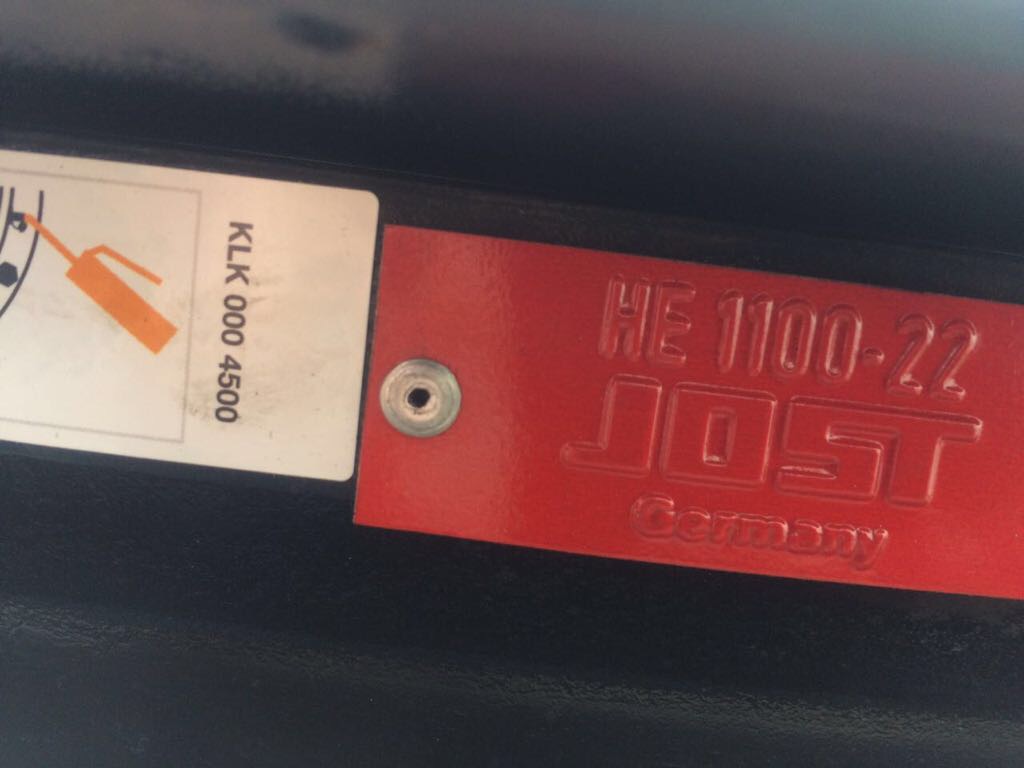 KLK 000 4500
HE 1100-22
JOST
Germany